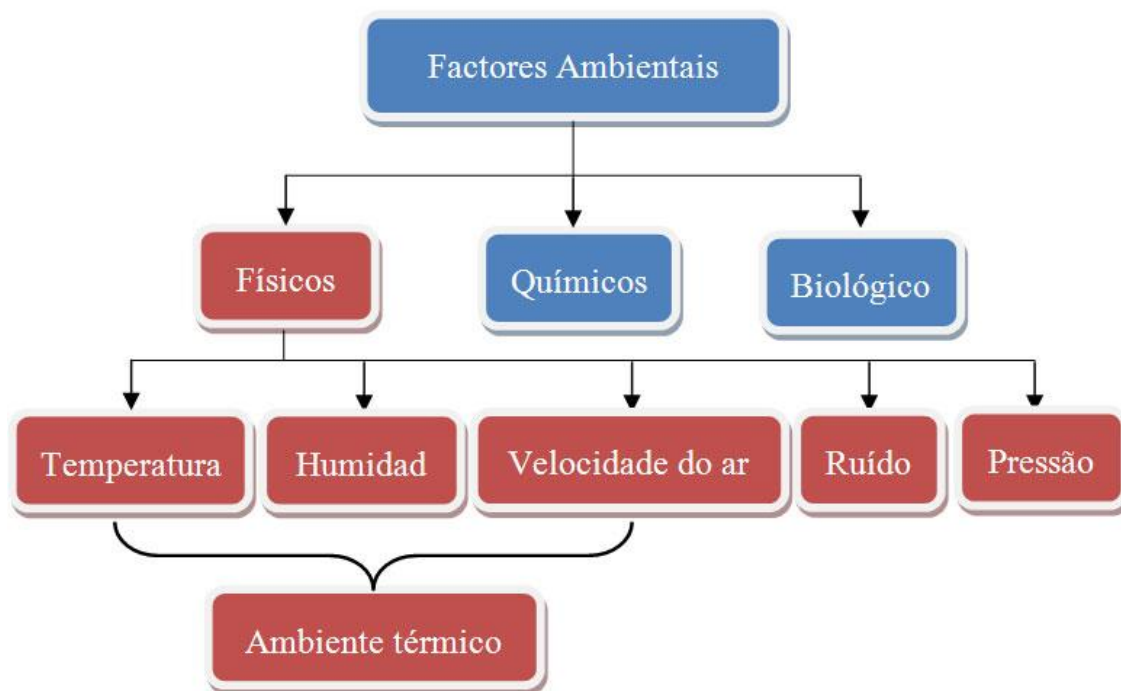 Factores Ambientais
Físicos
Químicos
Biológico
Temperatura
Humidad
Velocidade do ar
Ruído
Pressão
Ambiente térmico